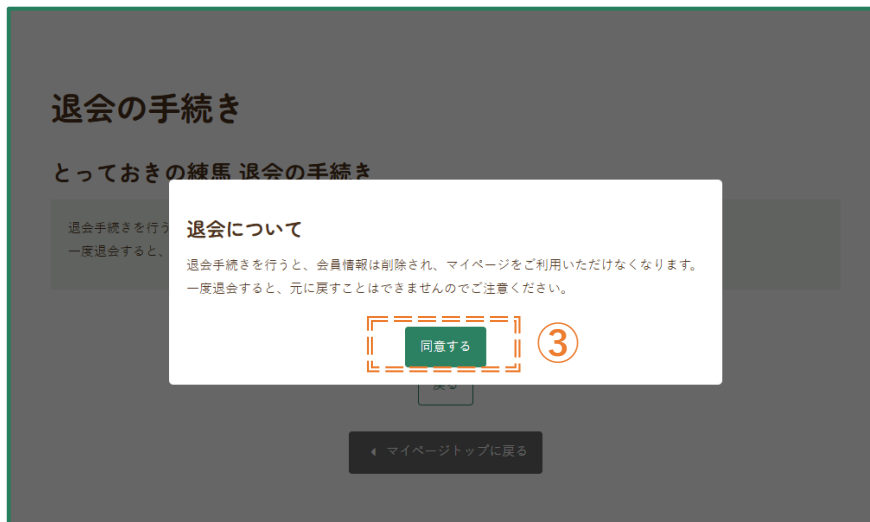 退会の手続き
とっておきの練馬 退会の手続き
退会手続きを行う
一度退会すると、
退会について
退会手続きを行うと、会員情報は削除され、マイページをご利用いただけなくなります。
一度退会すると、元に戻すことはできませんのでご注意ください。
同意する
③
戻る
マイページトップに戻る